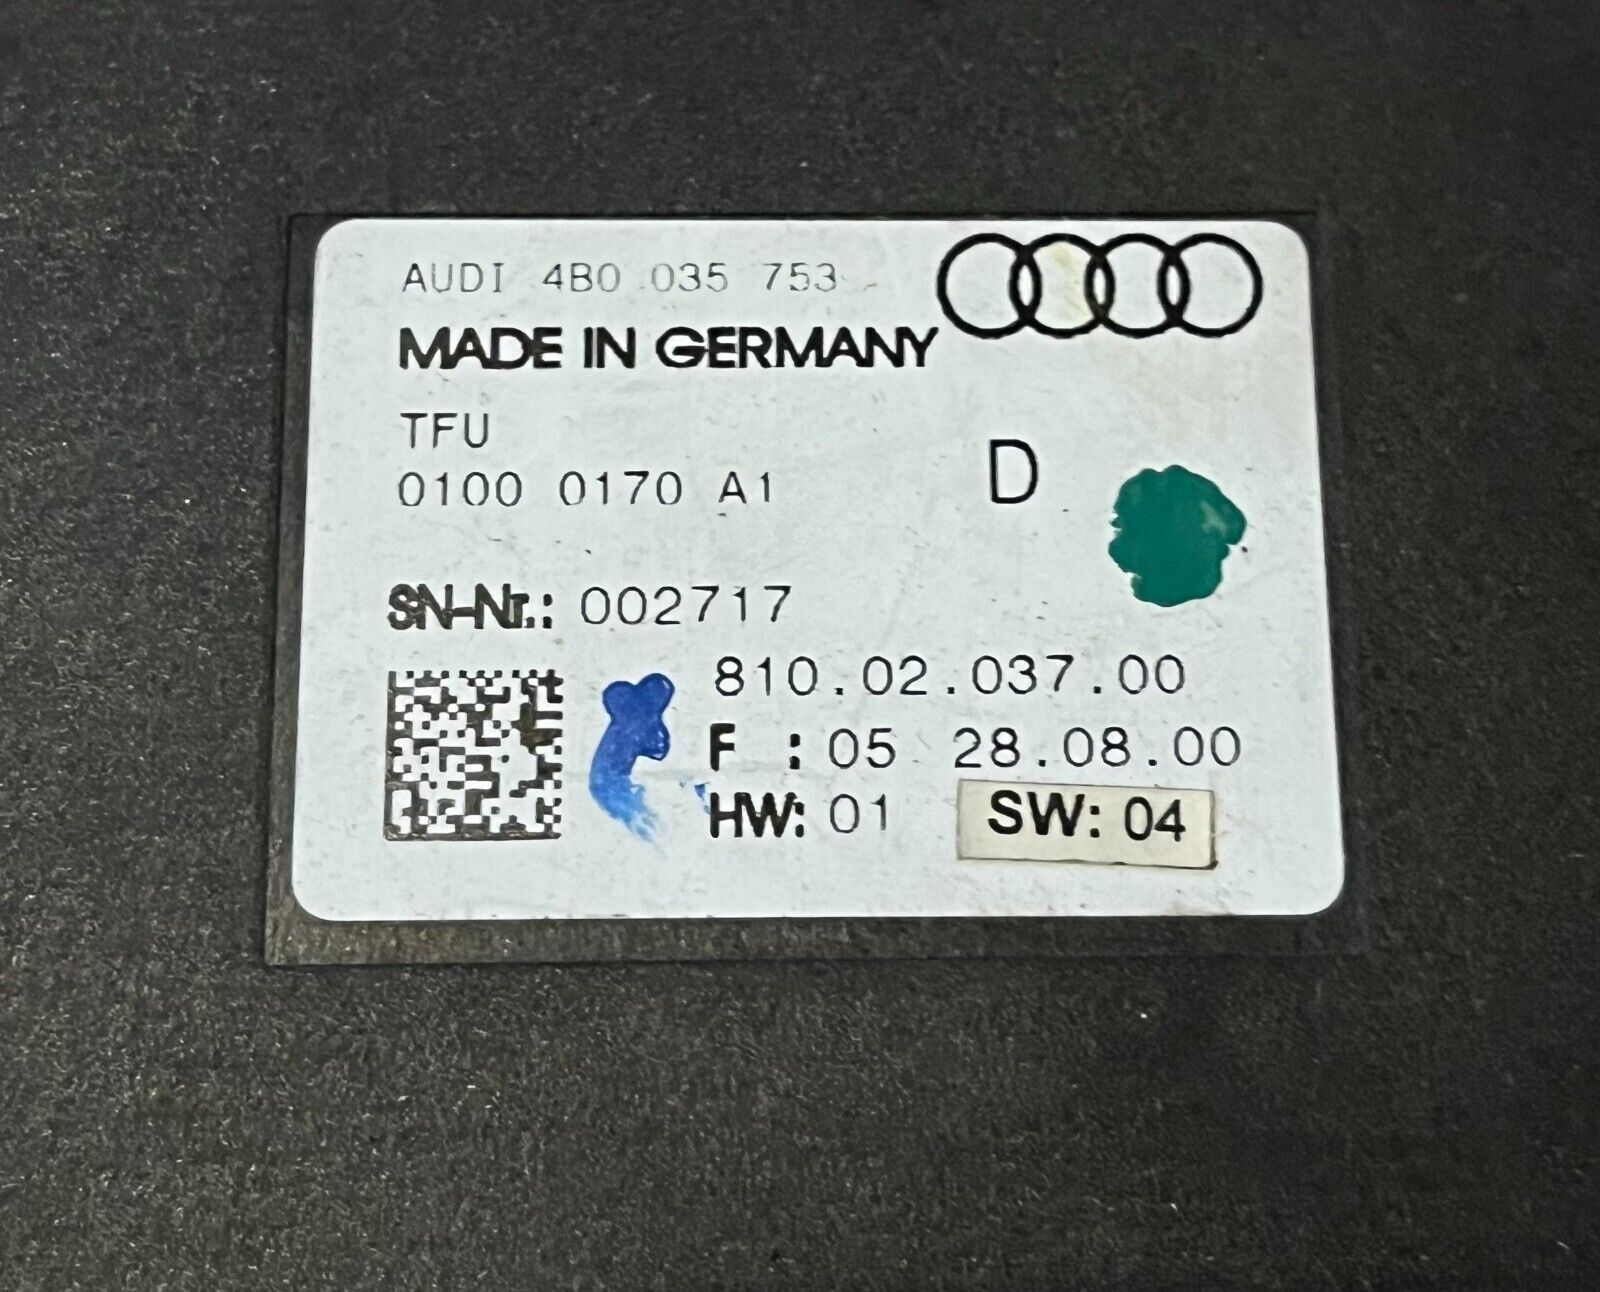 AUDI 4B0 035 753
MADE IN GERMANY
TFU
0100 0170 A1 D
SN-Nr.: 002717
810.02.037.00
F : 05 28.08.00
HW: 01 SW: 04